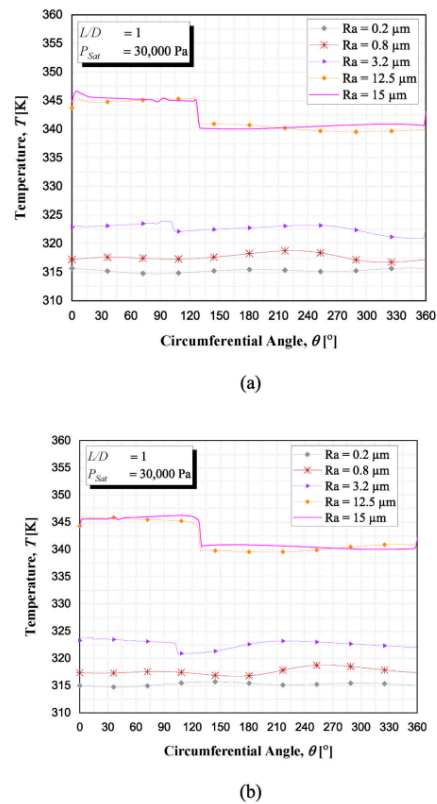 L/D = 1
P_Sat = 30,000 Pa
Ra = 0.2 µm
Ra = 0.8 µm
Ra = 3.2 µm
Ra = 12.5 µm
Ra = 15 µm
Temperature, T [K]
360
355
350
345
340
335
330
325
320
315
310
0 30 60 90 120 150 180 210 240 270 300 330 360
Circumferential Angle, θ [°]
(a)
L/D = 1
P_Sat = 30,000 Pa
Ra = 0.2 µm
Ra = 0.8 µm
Ra = 3.2 µm
Ra = 12.5 µm
Ra = 15 µm
Temperature, T [K]
360
355
350
345
340
335
330
325
320
315
310
0 30 60 90 120 150 180 210 240 270 300 330 360
Circumferential Angle, θ [°]
(b)